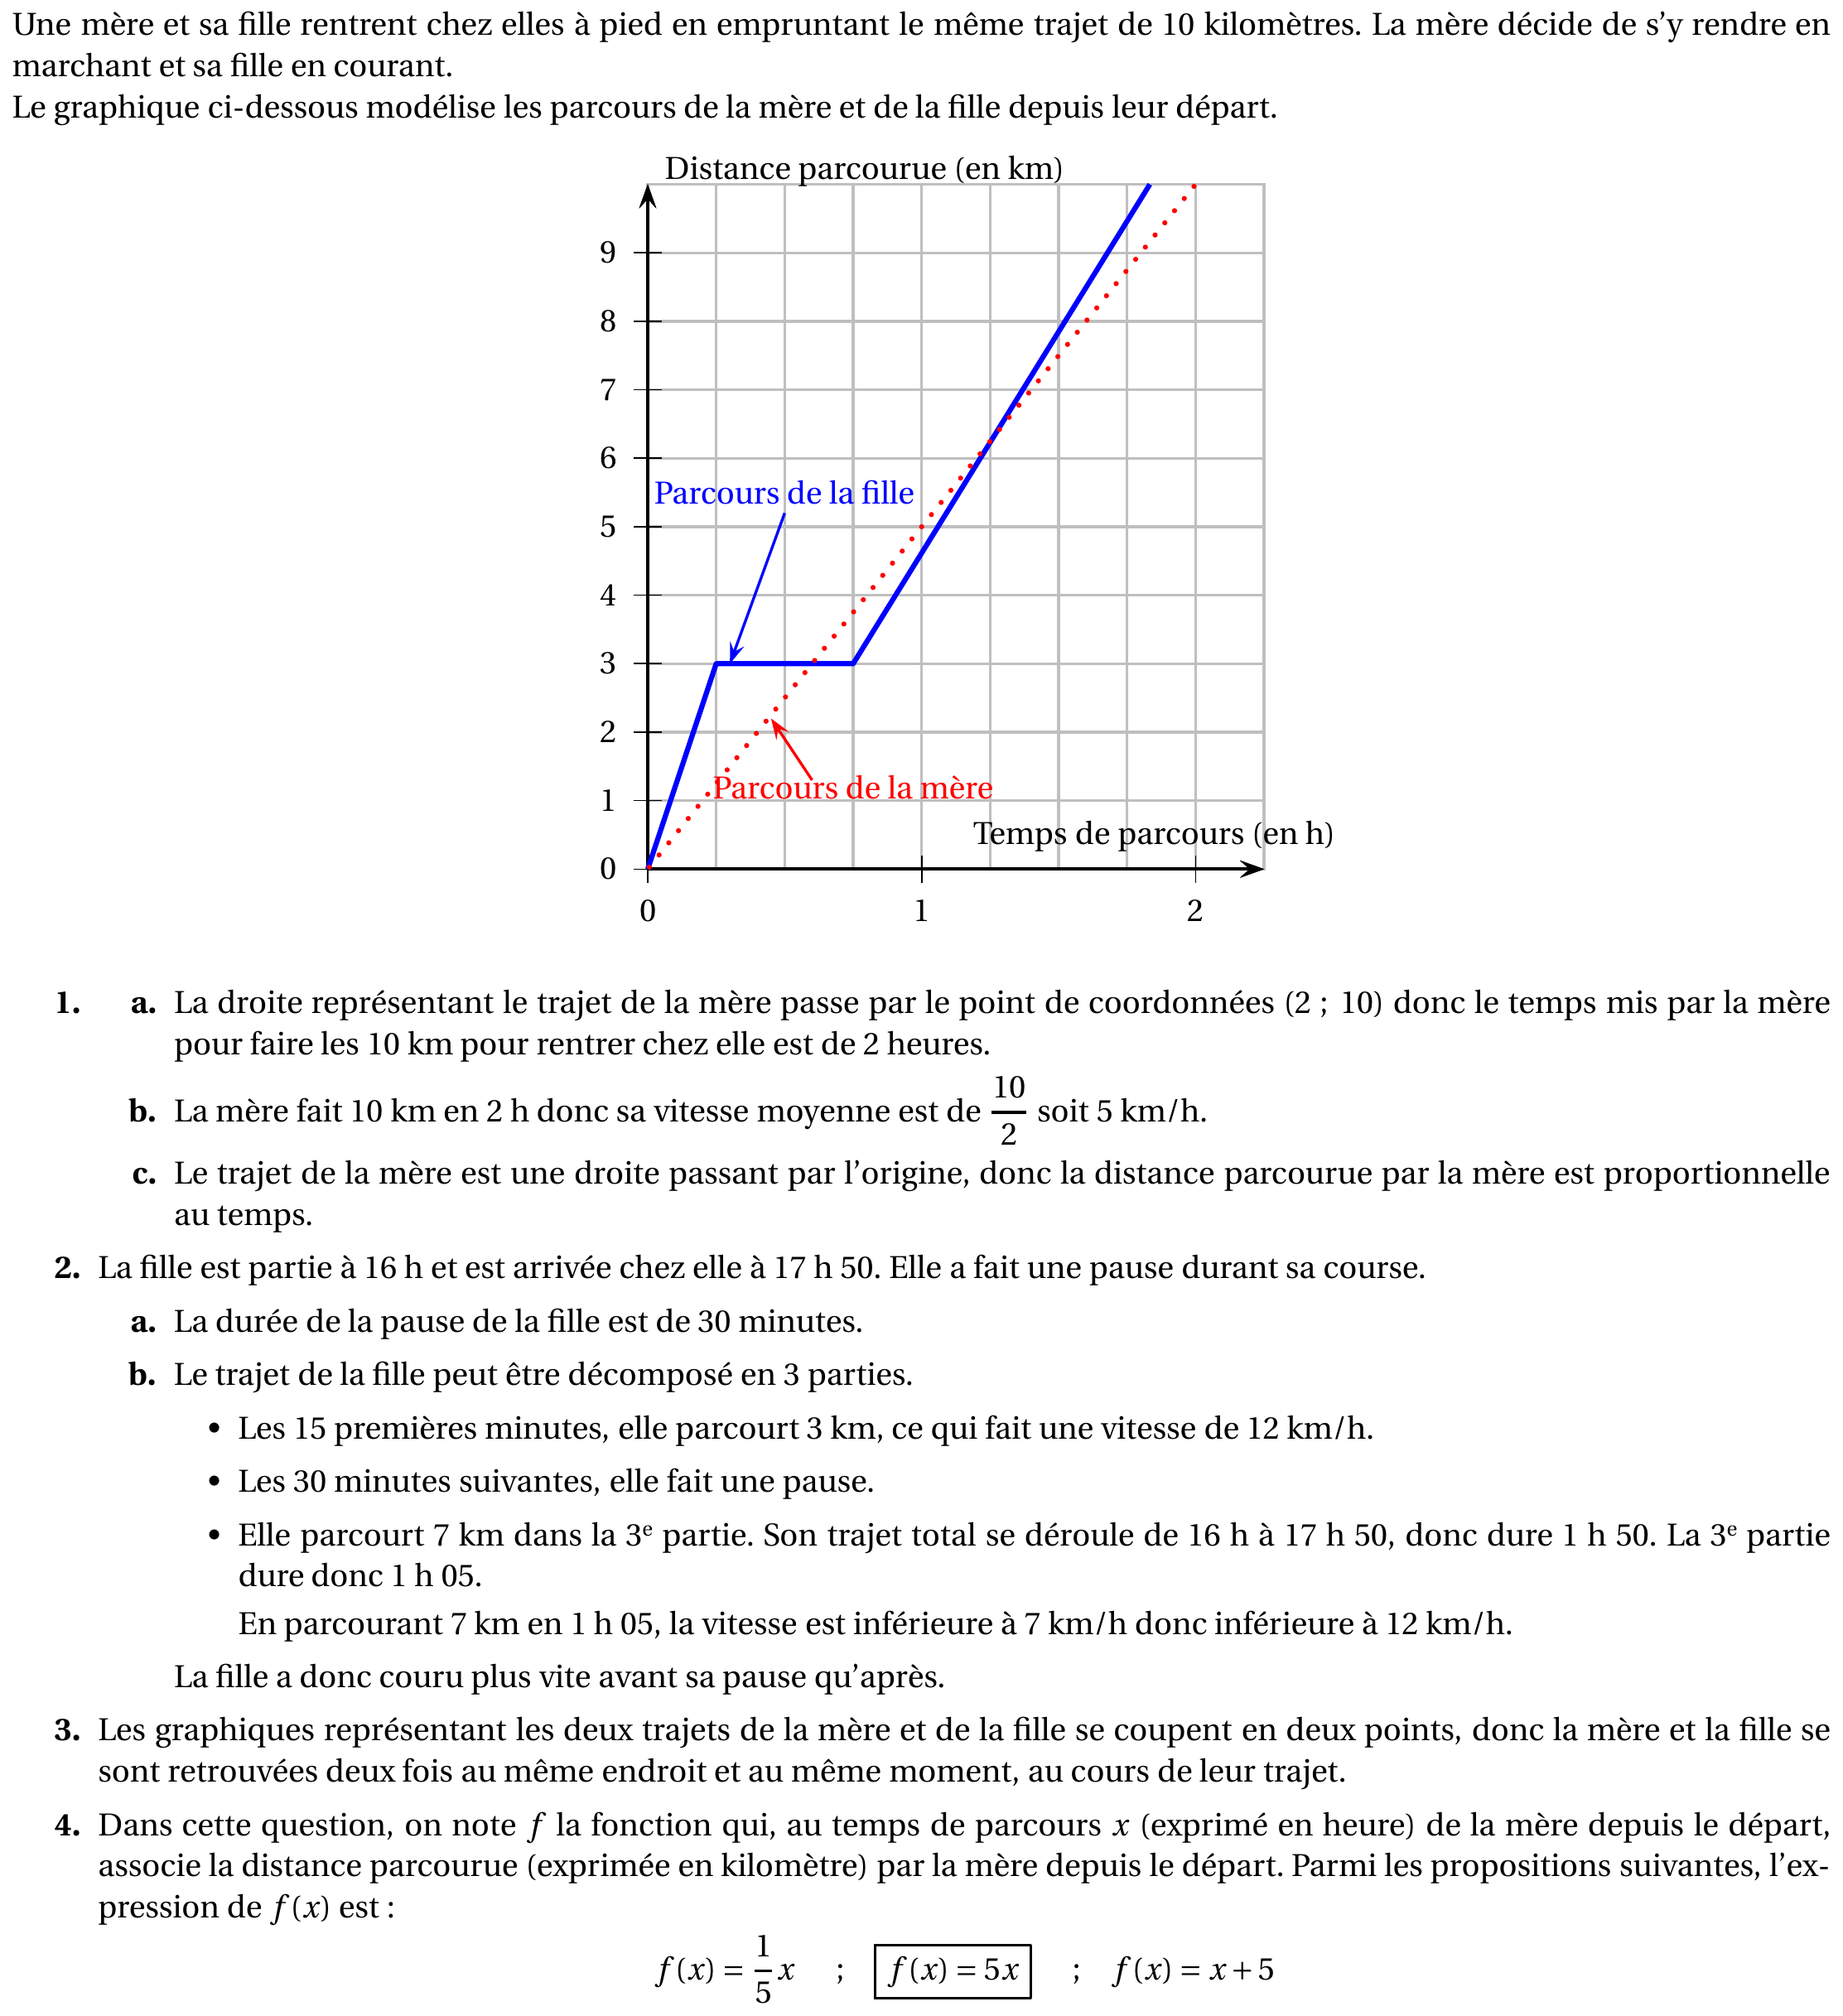 Une mère et sa fille rentrent chez elles à pied en empruntant le même trajet de 10 kilomètres. La mère décide de s’y rendre en
marchant et sa fille en courant.
Le graphique ci-dessous modélise les parcours de la mère et de la fille depuis leur départ.
Distance parcourue (en km)
9
8
7
6
Parcours de la fille
5
4
3
2
Parcours de la mère
1
Temps de parcours (en h)
0
0 1 2
1. a. La droite représentant le trajet de la mère passe par le point de coordonnées (2 ; 10) donc le temps mis par la mère
pour faire les 10 km pour rentrer chez elle est de 2 heures.
b. La mère fait 10 km en 2 h donc sa vitesse moyenne est de 10/2 soit 5 km/h.
c. Le trajet de la mère est une droite passant par l’origine, donc la distance parcourue par la mère est proportionnelle
au temps.
2. La fille est partie à 16 h et est arrivée chez elle à 17 h 50. Elle a fait une pause durant sa course.
a. La durée de la pause de la fille est de 30 minutes.
b. Le trajet de la fille peut être décomposé en 3 parties.
• Les 15 premières minutes, elle parcourt 3 km, ce qui fait une vitesse de 12 km/h.
• Les 30 minutes suivantes, elle fait une pause.
• Elle parcourt 7 km dans la 3ᵉ partie. Son trajet total se déroule de 16 h à 17 h 50, donc dure 1 h 50. La 3ᵉ partie
dure donc 1 h 05.
En parcourant 7 km en 1 h 05, la vitesse est inférieure à 7 km/h donc inférieure à 12 km/h.
La fille a donc couru plus vite avant sa pause qu’après.
3. Les graphiques représentant les deux trajets de la mère et de la fille se coupent en deux points, donc la mère et la fille se
sont retrouvées deux fois au même endroit et au même moment, au cours de leur trajet.
4. Dans cette question, on note f la fonction qui, au temps de parcours x (exprimé en heure) de la mère depuis le départ,
associe la distance parcourue (exprimée en kilomètre) par la mère depuis le départ. Parmi les propositions suivantes, l’ex-
pression de f(x) est :
f(x) = 1/5 x ; f(x) = 5x ; f(x) = x + 5